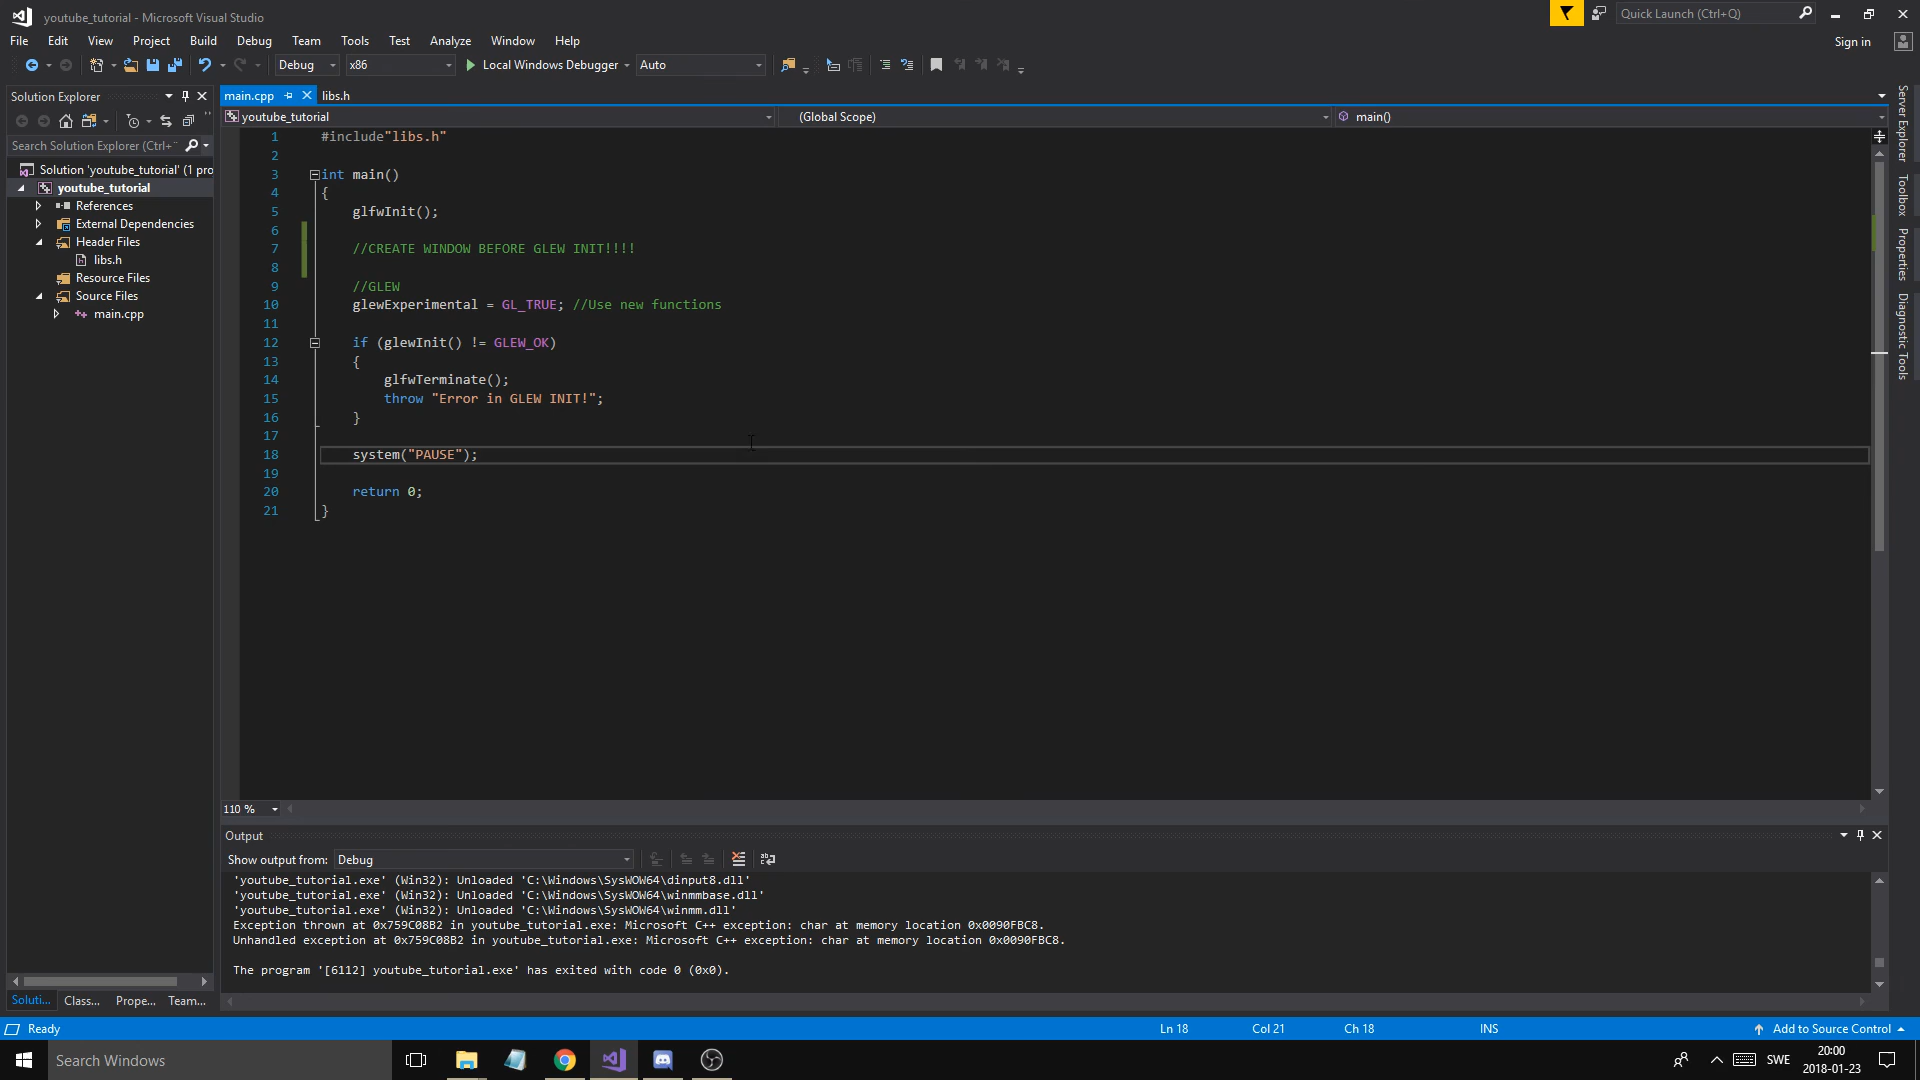 youtube_tutorial - Microsoft Visual Studio
Quick Launch (Ctrl+Q)
File Edit View Project Build Debug Team Tools Test Analyze Window Help
Sign in
Debug x86 Local Windows Debugger Auto
Solution Explorer
main.cpp libs.h
youtube_tutorial (Global Scope) main()
Search Solution Explorer (Ctrl+
Solution 'youtube_tutorial' (1 pro
youtube_tutorial
References
External Dependencies
Header Files
libs.h
Resource Files
Source Files
main.cpp
1 #include"libs.h"
2
3 int main()
4 {
5 glfwInit();
6
7 //CREATE WINDOW BEFORE GLEW INIT!!!!
8
9 //GLEW
10 glewExperimental = GL_TRUE; //Use new functions
11
12 if (glewInit() != GLEW_OK)
13 {
14 glfwTerminate();
15 throw "Error in GLEW INIT!";
16 }
17
18 system("PAUSE");
19
20 return 0;
21 }
Server Explorer
Toolbox
Properties
Diagnostic Tools
110 %
Output
Show output from: Debug
'youtube_tutorial.exe' (Win32): Unloaded 'C:\Windows\SysWOW64\dinput8.dll'
'youtube_tutorial.exe' (Win32): Unloaded 'C:\Windows\SysWOW64\winmmbase.dll'
'youtube_tutorial.exe' (Win32): Unloaded 'C:\Windows\SysWOW64\winmm.dll'
Exception thrown at 0x759C08B2 in youtube_tutorial.exe: Microsoft C++ exception: char at memory location 0x0090FBC8.
Unhandled exception at 0x759C08B2 in youtube_tutorial.exe: Microsoft C++ exception: char at memory location 0x0090FBC8.
The program '[6112] youtube_tutorial.exe' has exited with code 0 (0x0).
Soluti... Class... Prope... Team...
Ready Ln 18 Col 21 Ch 18 INS Add to Source Control
Search Windows
SWE
20:00
2018-01-23